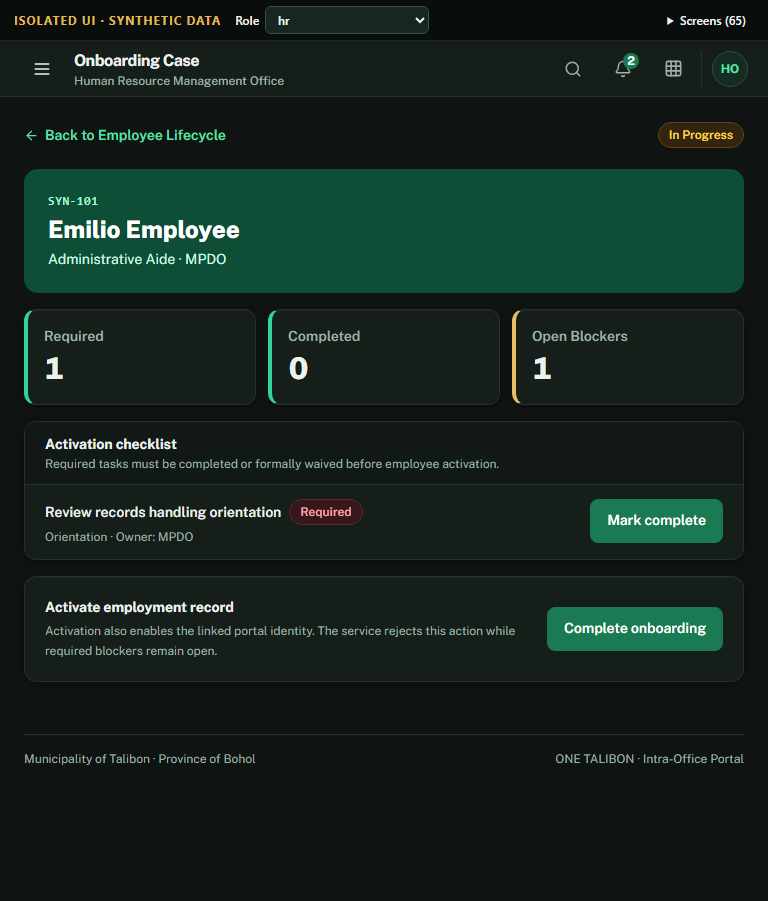 ISOLATED UI · SYNTHETIC DATA Role hr Screens (65)
Onboarding Case
Human Resource Management Office
2
HO
Back to Employee Lifecycle
In Progress
SYN-101
Emilio Employee
Administrative Aide · MPDO
Required
1
Completed
0
Open Blockers
1
Activation checklist
Required tasks must be completed or formally waived before employee activation.
Review records handling orientation Required
Orientation · Owner: MPDO
Mark complete
Activate employment record
Activation also enables the linked portal identity. The service rejects this action while
required blockers remain open.
Complete onboarding
Municipality of Talibon · Province of Bohol
ONE TALIBON · Intra-Office Portal